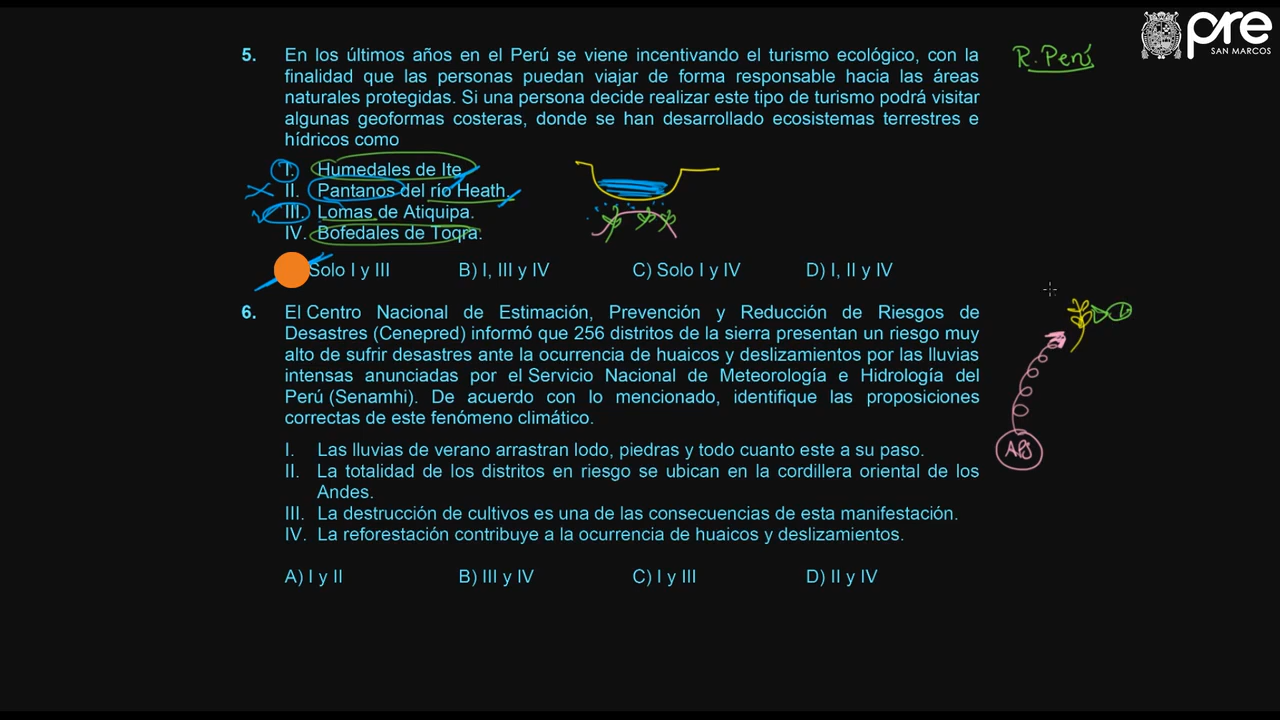 pre
SAN MARCOS
R. Perú
5. En los últimos años en el Perú se viene incentivando el turismo ecológico, con la
finalidad que las personas puedan viajar de forma responsable hacia las áreas
naturales protegidas. Si una persona decide realizar este tipo de turismo podrá visitar
algunas geoformas costeras, donde se han desarrollado ecosistemas terrestres e
hídricos como
I. Humedales de Ite
II. Pantanos del río Heath.
III. Lomas de Atiquipa.
IV. Bofedales de Toqra.
Solo I y III B) I, III y IV C) Solo I y IV D) I, II y IV
6. El Centro Nacional de Estimación, Prevención y Reducción de Riesgos de
Desastres (Cenepred) informó que 256 distritos de la sierra presentan un riesgo muy
alto de sufrir desastres ante la ocurrencia de huaicos y deslizamientos por las lluvias
intensas anunciadas por el Servicio Nacional de Meteorología e Hidrología del
Perú (Senamhi). De acuerdo con lo mencionado, identifique las proposiciones
correctas de este fenómeno climático.
I. Las lluvias de verano arrastran lodo, piedras y todo cuanto este a su paso.
II. La totalidad de los distritos en riesgo se ubican en la cordillera oriental de los
Andes.
III. La destrucción de cultivos es una de las consecuencias de esta manifestación.
IV. La reforestación contribuye a la ocurrencia de huaicos y deslizamientos.
A) I y II B) III y IV C) I y III D) II y IV